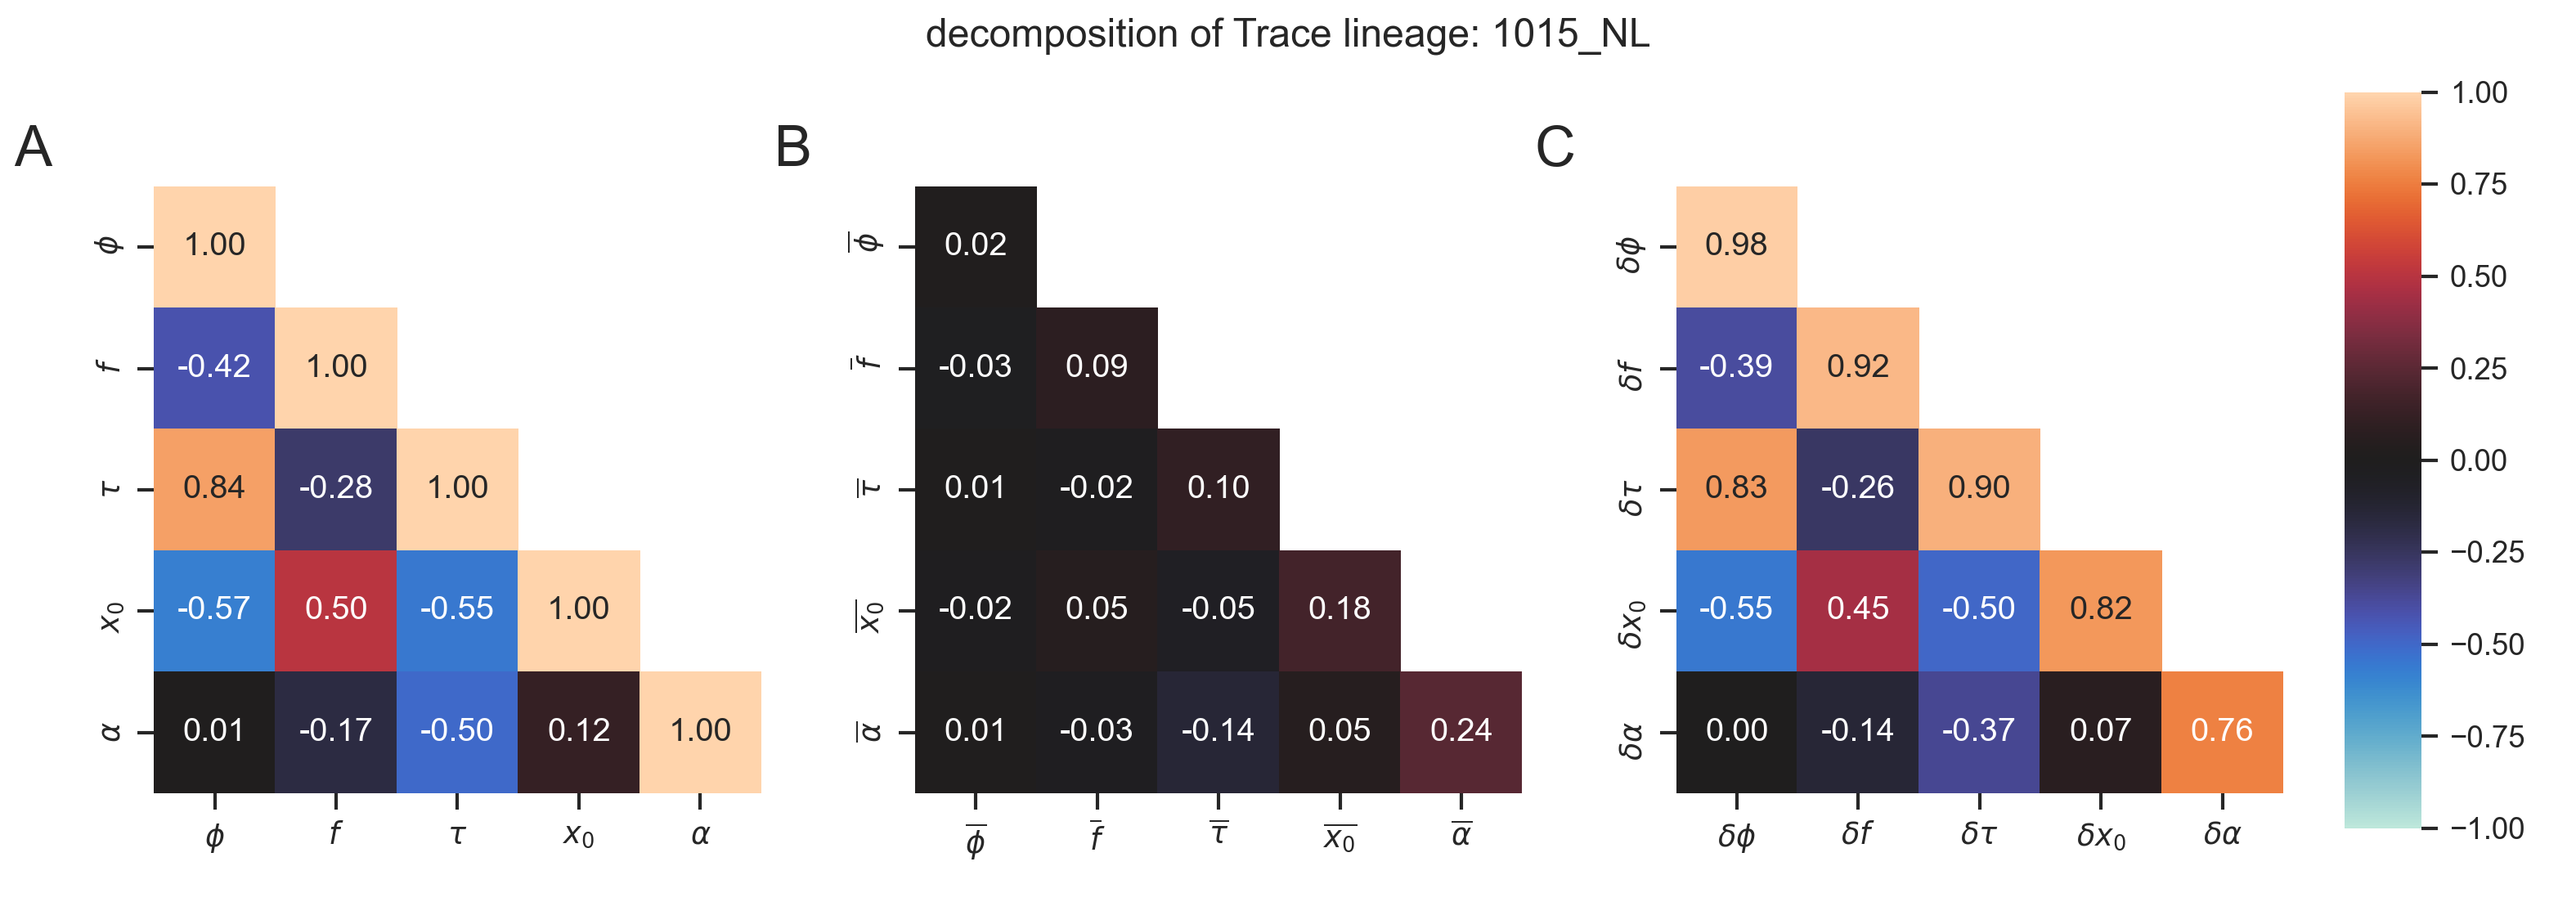 decomposition of Trace lineage: 1015_NL
A
ϕ 1.00
f -0.42 1.00
τ 0.84 -0.28 1.00
x₀ -0.57 0.50 -0.55 1.00
α 0.01 -0.17 -0.50 0.12 1.00
ϕ f τ x₀ α
B
ϕ̅ 0.02
f̅ -0.03 0.09
τ̅ 0.01 -0.02 0.10
x̅₀̅ -0.02 0.05 -0.05 0.18
α̅ 0.01 -0.03 -0.14 0.05 0.24
ϕ̅ f̅ τ̅ x̅₀̅ α̅
C
δϕ 0.98
δf -0.39 0.92
δτ 0.83 -0.26 0.90
δx₀ -0.55 0.45 -0.50 0.82
δα 0.00 -0.14 -0.37 0.07 0.76
δϕ δf δτ δx₀ δα
1.00
0.75
0.50
0.25
0.00
−0.25
−0.50
−0.75
−1.00